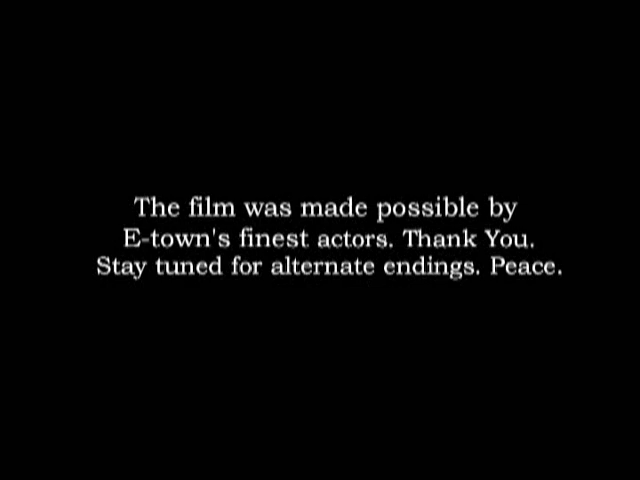 The film was made possible by
E-town's finest actors. Thank You.
Stay tuned for alternate endings. Peace.